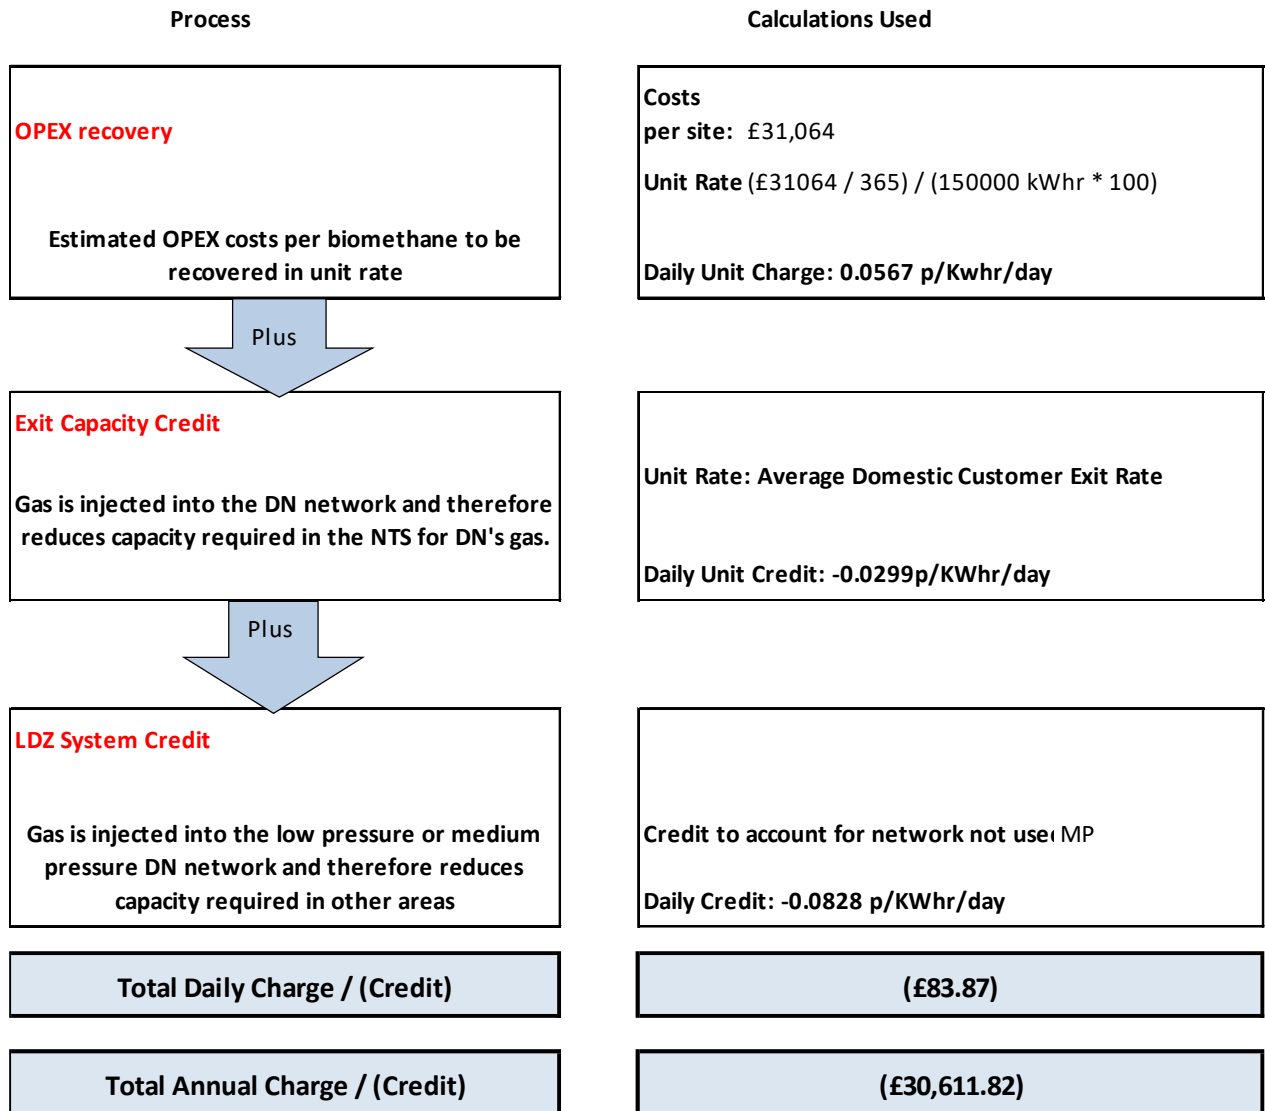 Process
Calculations Used
OPEX recovery
Estimated OPEX costs per biomethane to be
recovered in unit rate
Costs
per site: £31,064
Unit Rate (£31064 / 365) / (150000 kWhr * 100)
Daily Unit Charge: 0.0567 p/Kwhr/day
Plus
Exit Capacity Credit
Gas is injected into the DN network and therefore
reduces capacity required in the NTS for DN's gas.
Unit Rate: Average Domestic Customer Exit Rate
Daily Unit Credit: -0.0299p/KWhr/day
Plus
LDZ System Credit
Gas is injected into the low pressure or medium
pressure DN network and therefore reduces
capacity required in other areas
Credit to account for network not use MP
Daily Credit: -0.0828 p/KWhr/day
Total Daily Charge / (Credit)
(£83.87)
Total Annual Charge / (Credit)
(£30,611.82)